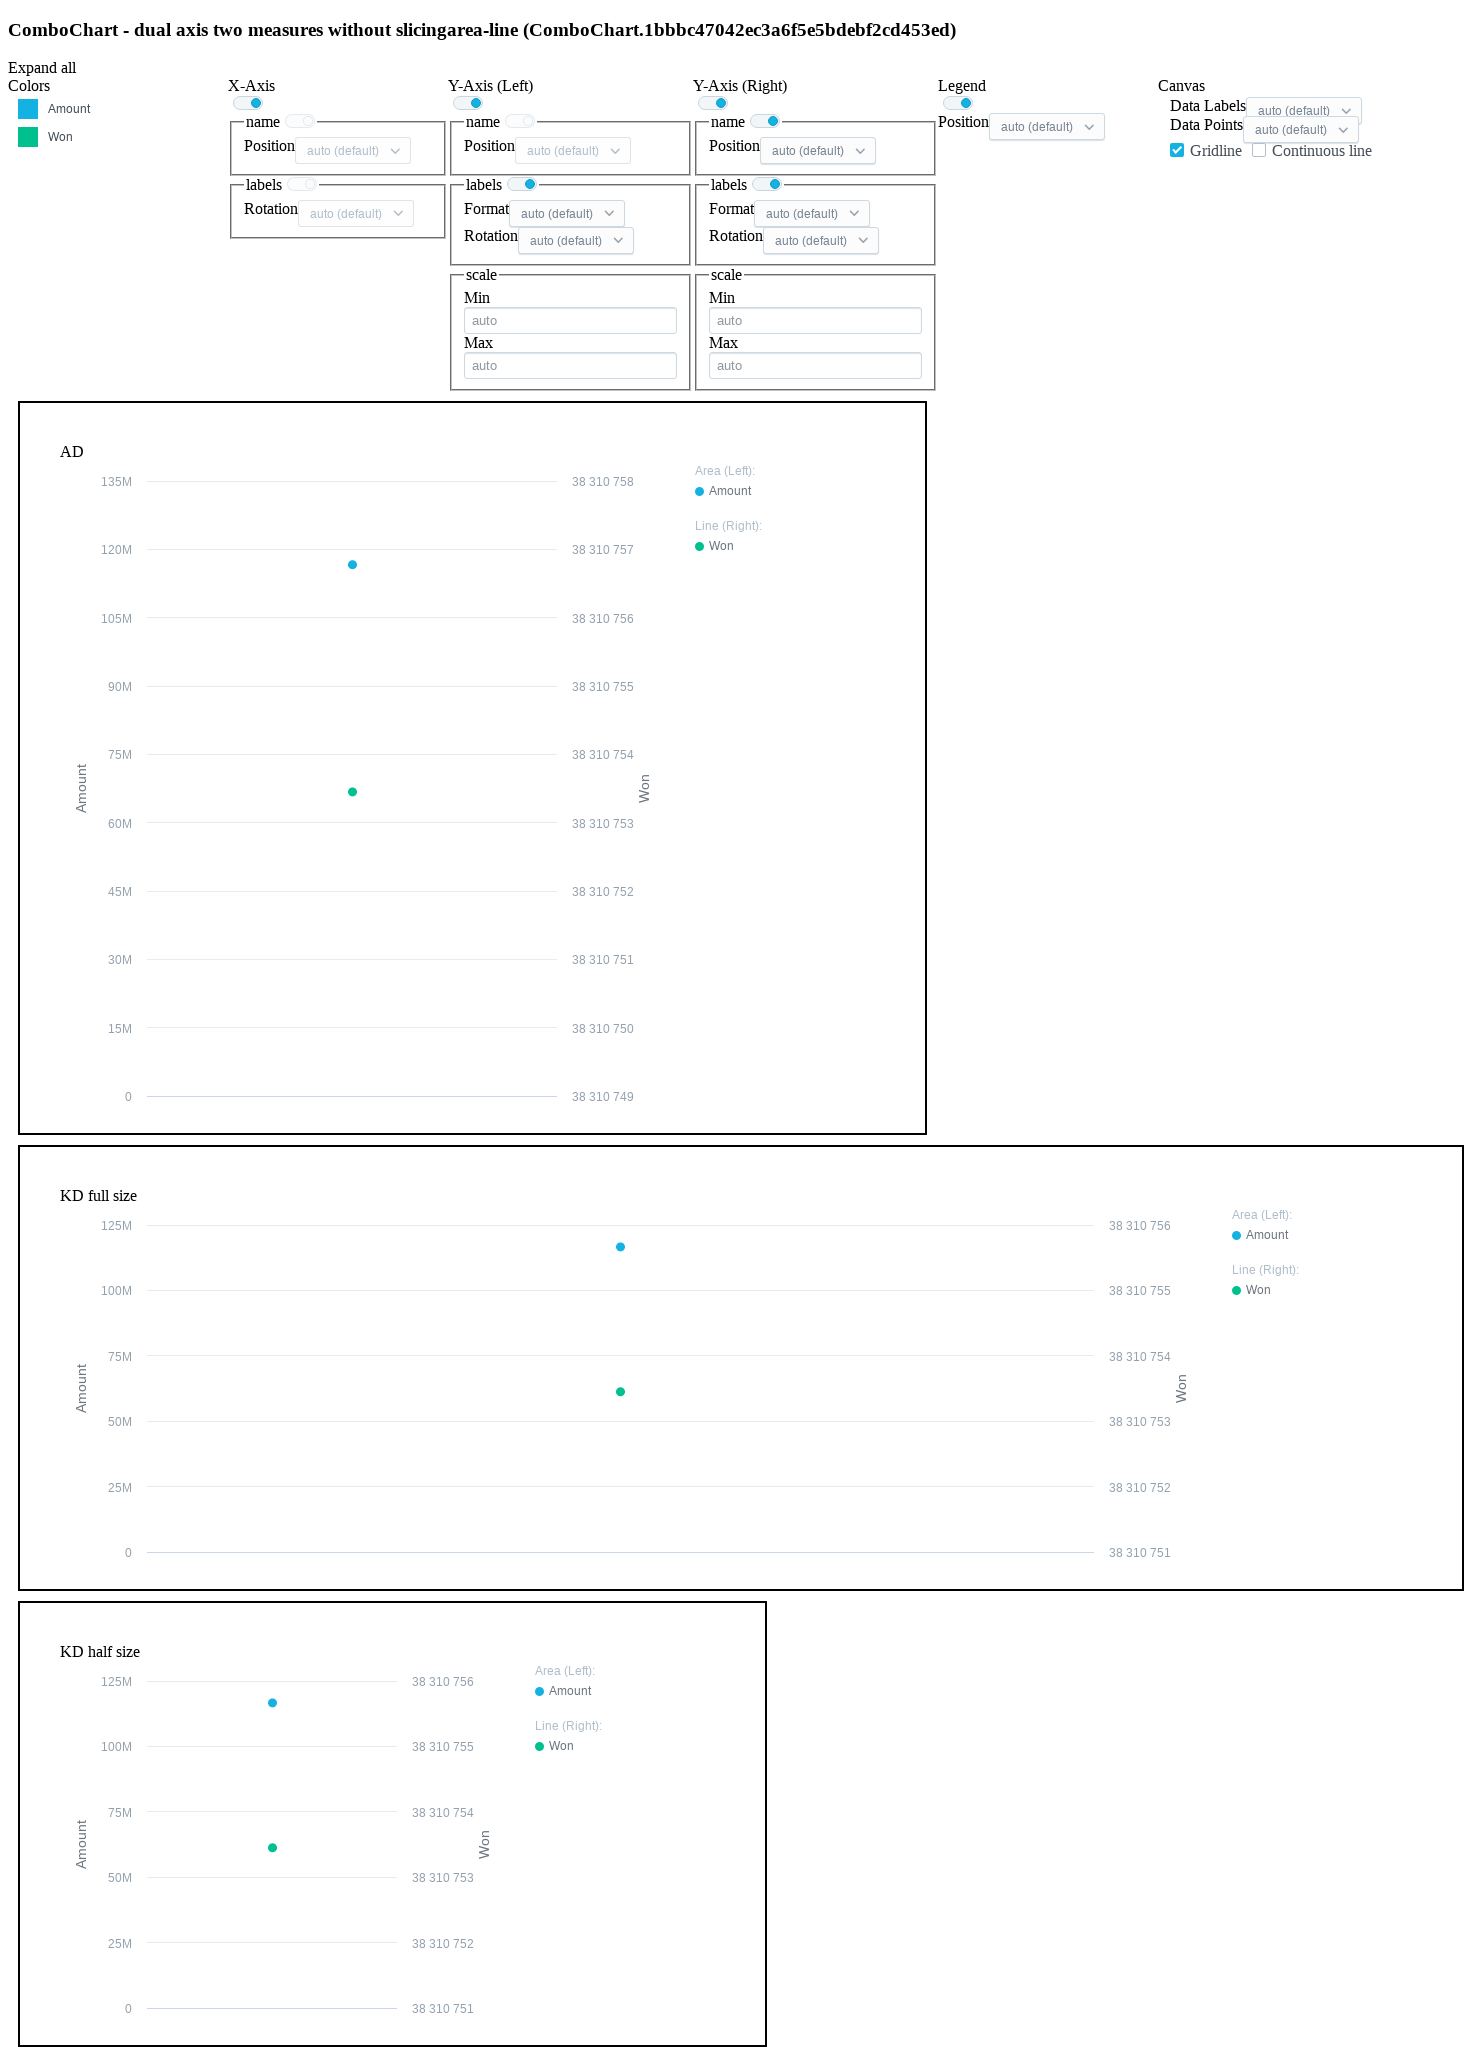 ComboChart - dual axis two measures without slicingarea-line (ComboChart.1bbbc47042ec3a6f5e5bdebf2cd453ed)
Expand all
Colors
Amount
Won
X-Axis
name
Position auto (default)
labels
Rotation auto (default)
Y-Axis (Left)
name
Position auto (default)
labels
Format auto (default)
Rotation auto (default)
scale
Min
auto
Max
auto
Y-Axis (Right)
name
Position auto (default)
labels
Format auto (default)
Rotation auto (default)
scale
Min
auto
Max
auto
Legend
Position auto (default)
Canvas
Data Labels auto (default)
Data Points auto (default)
Gridline Continuous line
AD
135M 38 310 758
120M 38 310 757
105M 38 310 756
90M 38 310 755
75M 38 310 754
60M 38 310 753
45M 38 310 752
30M 38 310 751
15M 38 310 750
0 38 310 749
Amount
Won
Area (Left):
Amount
Line (Right):
Won
KD full size
125M 38 310 756
100M 38 310 755
75M 38 310 754
50M 38 310 753
25M 38 310 752
0 38 310 751
Amount
Won
Area (Left):
Amount
Line (Right):
Won
KD half size
125M 38 310 756
100M 38 310 755
75M 38 310 754
50M 38 310 753
25M 38 310 752
0 38 310 751
Amount
Won
Area (Left):
Amount
Line (Right):
Won